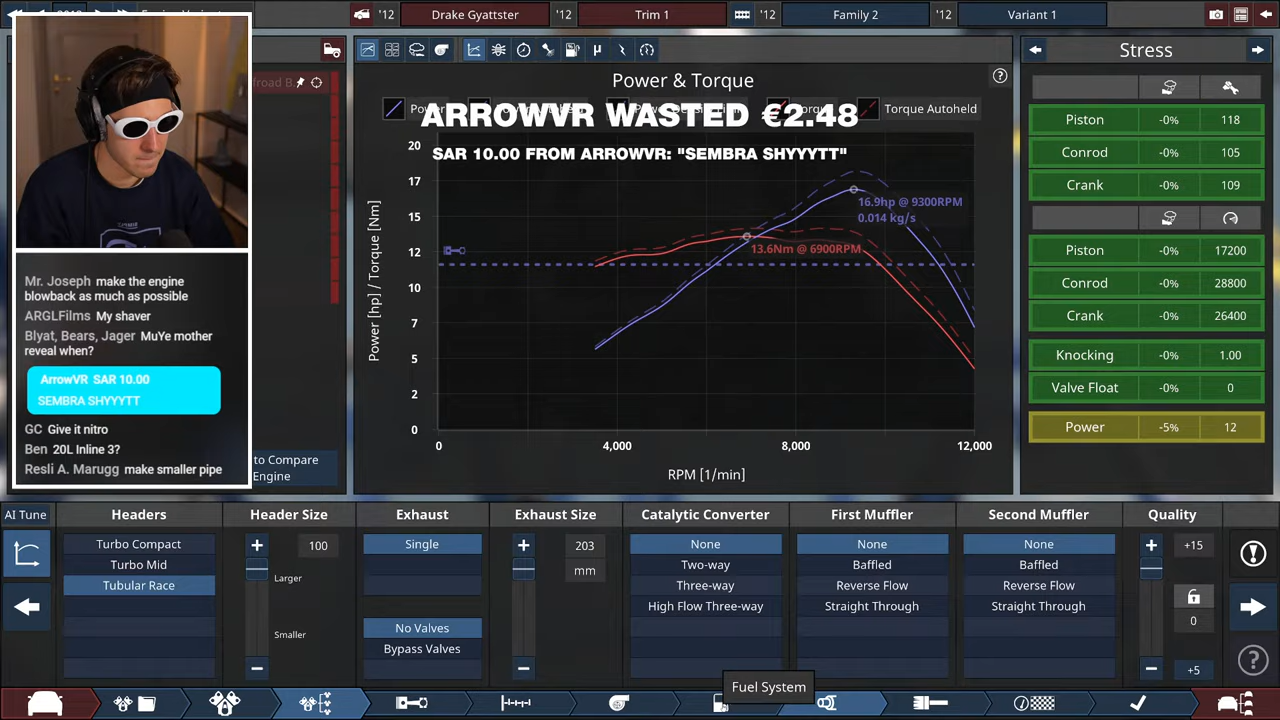 '12
Drake Gyattster
'12
Trim 1
'12
Family 2
'12
Variant 1
Stress
Power & Torque
Torque Autoheld
ARROWVR WASTED €2.48
SAR 10.00 FROM ARROWVR: "SEMBRA SHYYYTT"
Power [hp] / Torque [Nm]
20
17
15
12
10
7
5
2
0
16.9hp @ 9300RPM
0.014 kg/s
13.6Nm @ 6900RPM
0
4,000
8,000
12,000
RPM [1/min]
Piston -0% 118
Conrod -0% 105
Crank -0% 109
Piston -0% 17200
Conrod -0% 28800
Crank -0% 26400
Knocking -0% 1.00
Valve Float -0% 0
Power -5% 12
Mr. Joseph make the engine
blowback as much as possible
ARGLFilms My shaver
Blyat, Bears, Jager MuYe mother
reveal when?
ArrowVR SAR 10.00
SEMBRA SHYYYTT
GC Give it nitro
Ben 20L Inline 3?
Resli A. Marugg make smaller pipe
to Compare
Engine
AI Tune
Headers
Turbo Compact
Turbo Mid
Tubular Race
Header Size
+ 100
Larger
Smaller
−
Exhaust
Single
No Valves
Bypass Valves
Exhaust Size
+ 203
mm
−
Catalytic Converter
None
Two-way
Three-way
High Flow Three-way
First Muffler
None
Baffled
Reverse Flow
Straight Through
Second Muffler
None
Baffled
Reverse Flow
Straight Through
Quality
+ +15
0
− +5
Fuel System